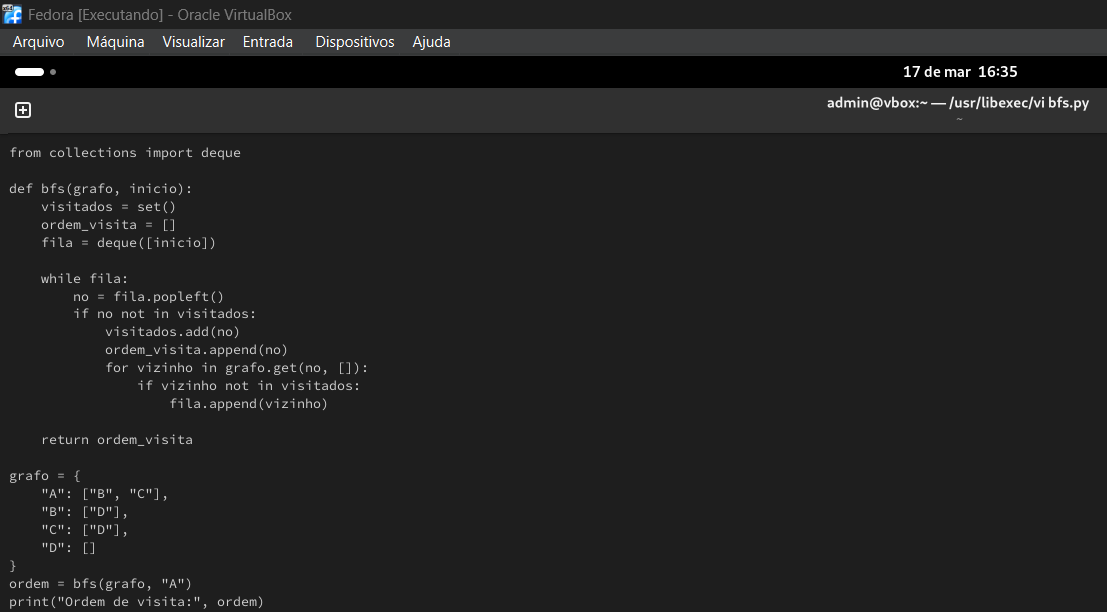 Fedora [Executando] - Oracle VirtualBox
Arquivo Máquina Visualizar Entrada Dispositivos Ajuda
17 de mar 16:35
admin@vbox:~ — /usr/libexec/vi bfs.py
~
from collections import deque

def bfs(grafo, inicio):
    visitados = set()
    ordem_visita = []
    fila = deque([inicio])

    while fila:
        no = fila.popleft()
        if no not in visitados:
            visitados.add(no)
            ordem_visita.append(no)
            for vizinho in grafo.get(no, []):
                if vizinho not in visitados:
                    fila.append(vizinho)

    return ordem_visita

grafo = {
    "A": ["B", "C"],
    "B": ["D"],
    "C": ["D"],
    "D": []
}
ordem = bfs(grafo, "A")
print("Ordem de visita:", ordem)